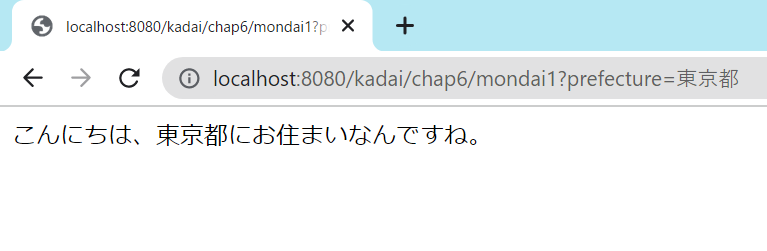 localhost:8080/kadai/chap6/mondai1?p
localhost:8080/kadai/chap6/mondai1?prefecture=東京都
こんにちは、東京都にお住まいなんですね。